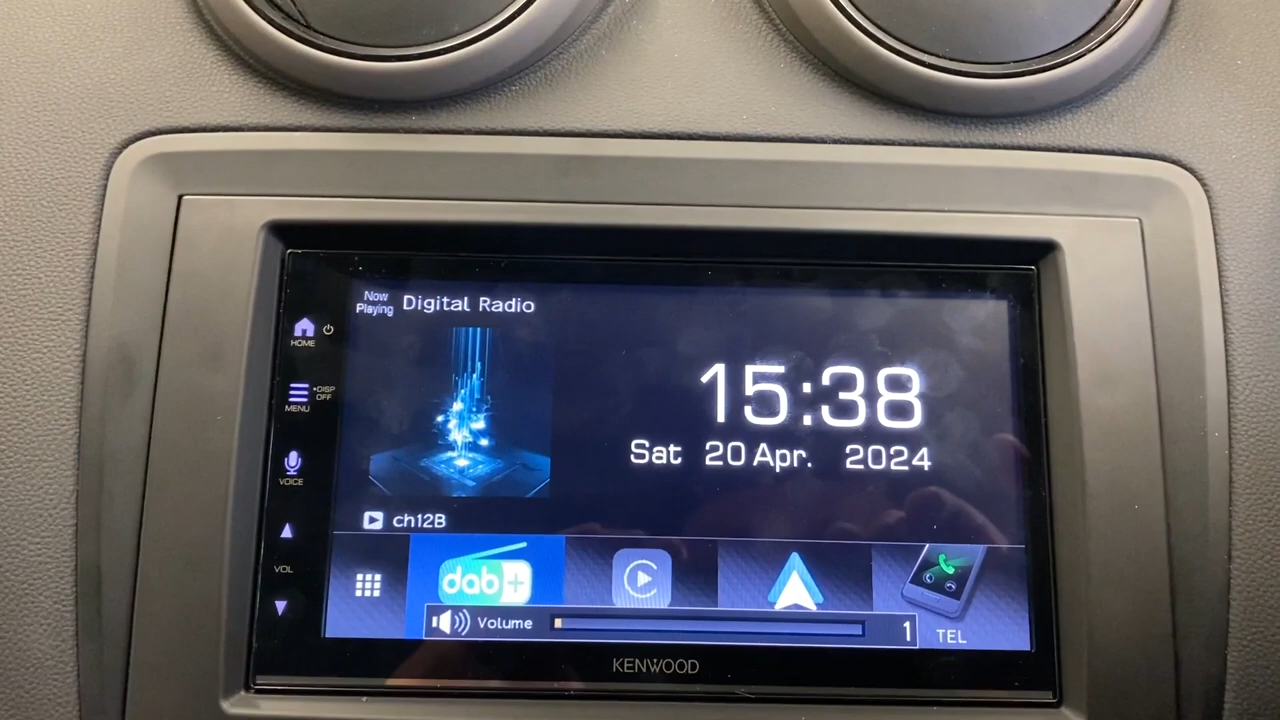 Now
Playing
Digital Radio
HOME
•DISP
OFF
MENU
15:38
Sat 20 Apr. 2024
VOICE
ch12B
VOL
dab+
Volume 1
TEL
KENWOOD